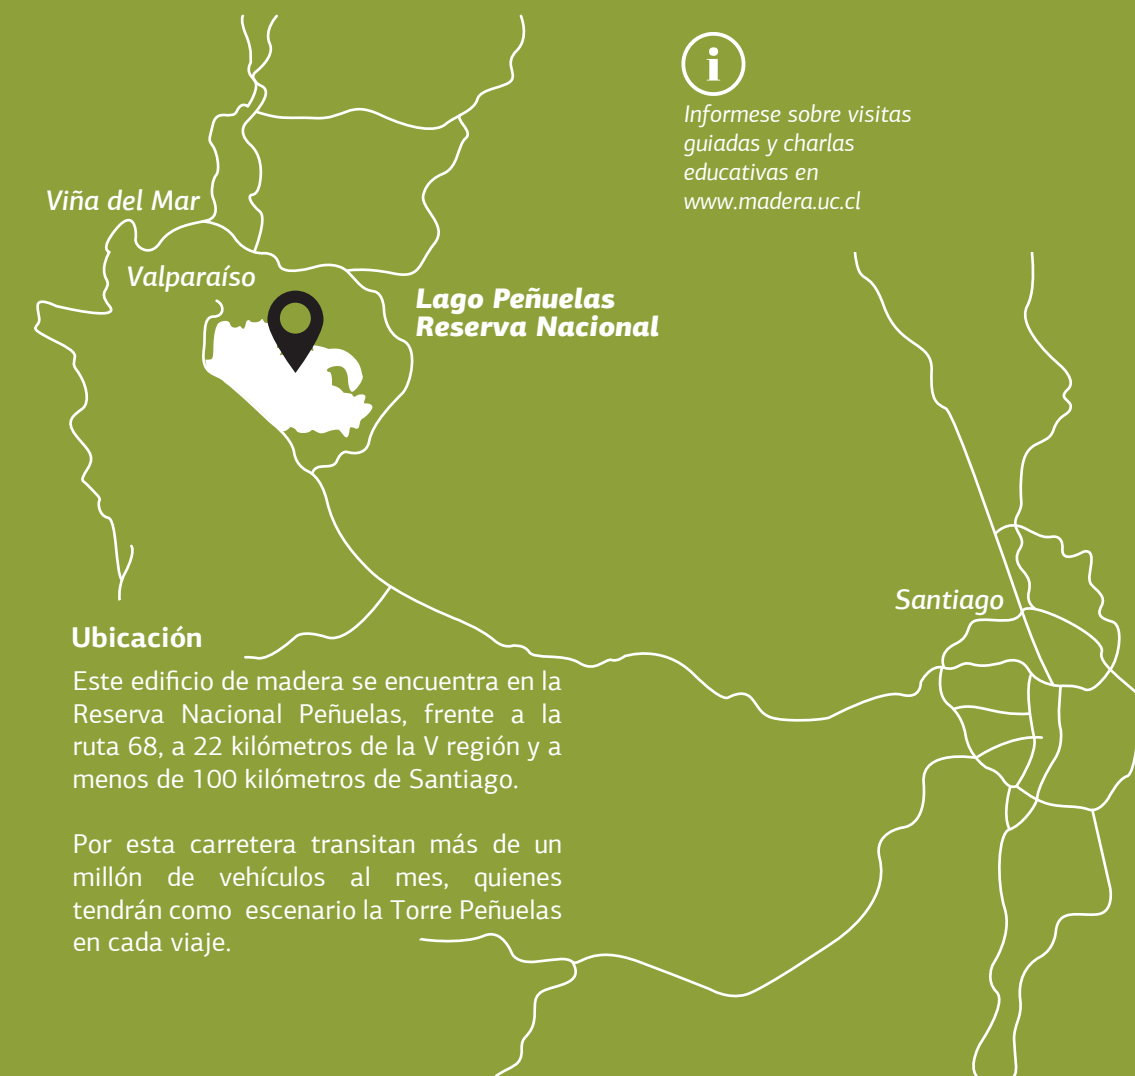 Informese sobre visitas
guiadas y charlas
educativas en
www.madera.uc.cl
Viña del Mar
Valparaíso
Lago Peñuelas
Reserva Nacional
Santiago
Ubicación
Este edificio de madera se encuentra en la
Reserva Nacional Peñuelas, frente a la
ruta 68, a 22 kilómetros de la V región y a
menos de 100 kilómetros de Santiago.
Por esta carretera transitan más de un
millón de vehículos al mes, quienes
tendrán como escenario la Torre Peñuelas
en cada viaje.